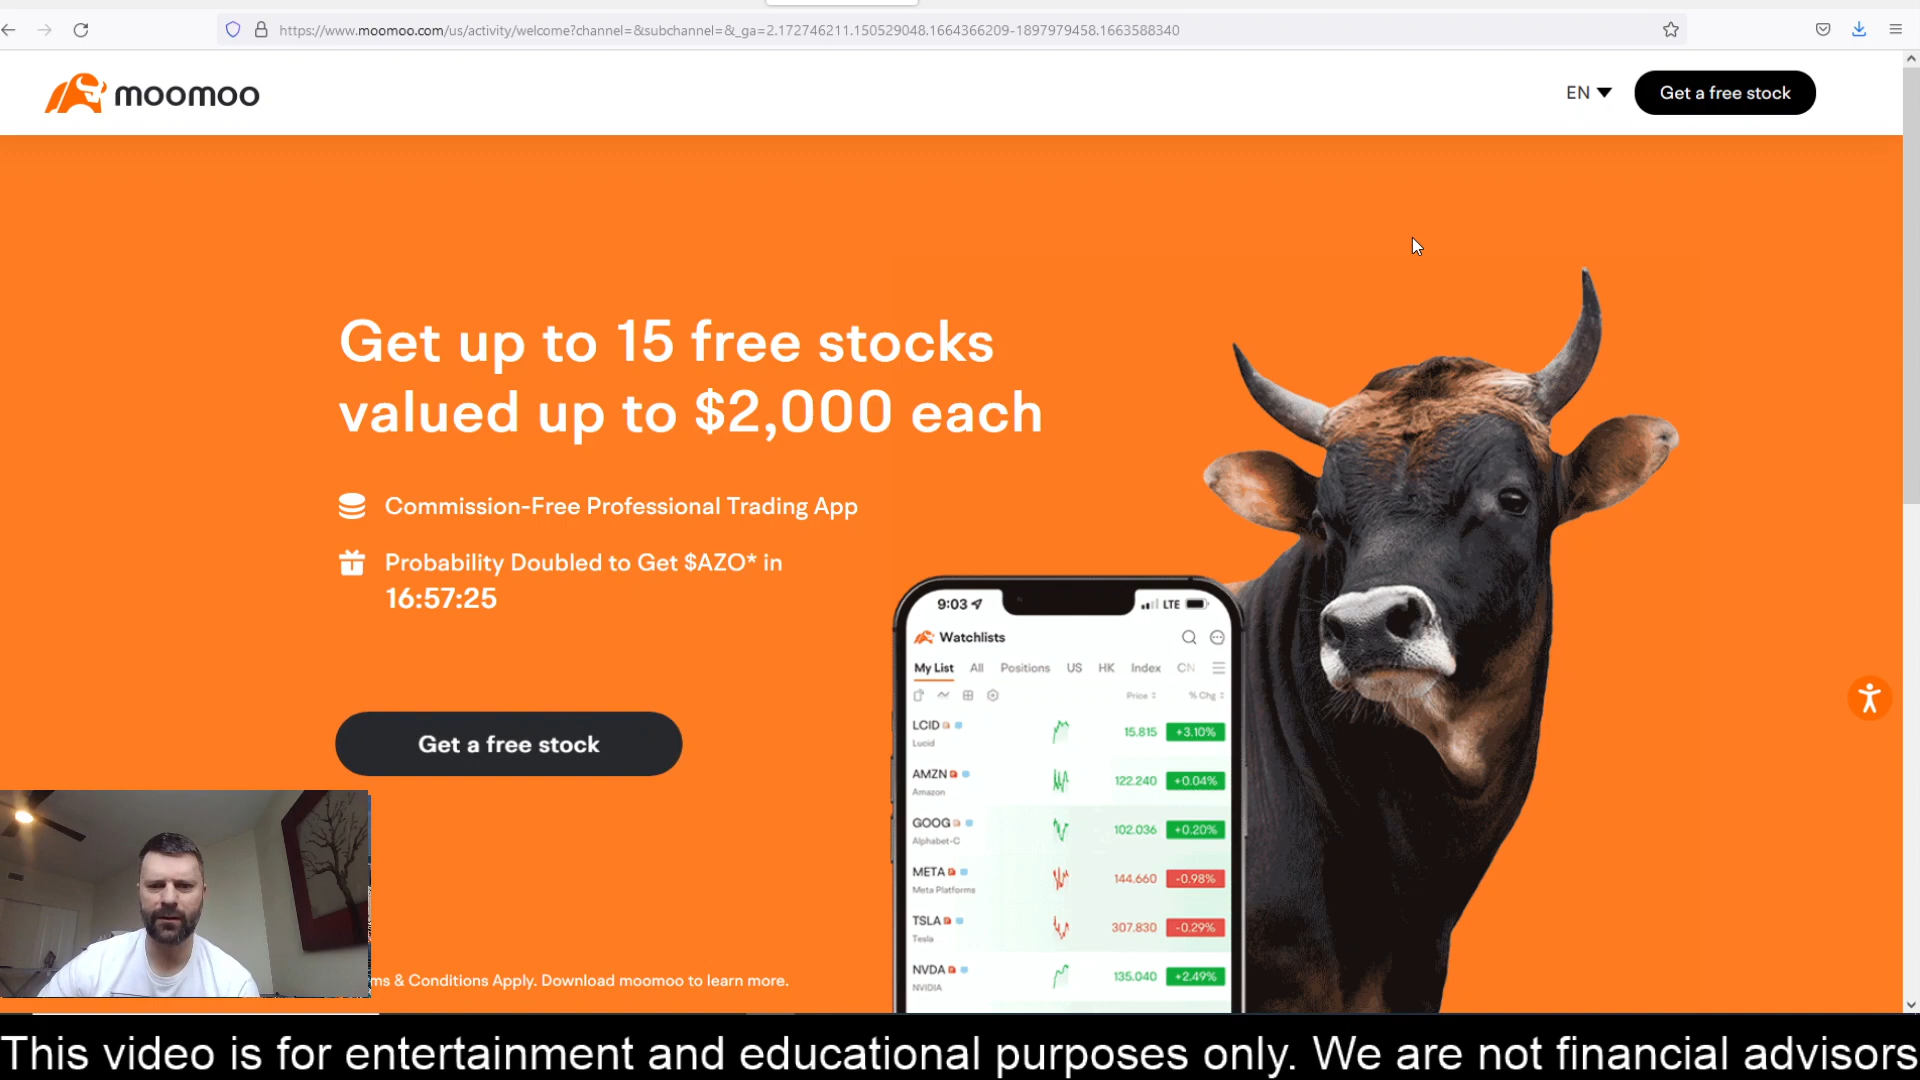 https://www.moomoo.com/us/activity/welcome?channel=&subchannel=&_ga=2.172746211.150529048.1664366209-1897979458.1663588340
moomoo
EN
Get a free stock
Get up to 15 free stocks
valued up to $2,000 each
Commission-Free Professional Trading App
Probability Doubled to Get $AZO* in
16:57:25
Get a free stock
ms & Conditions Apply. Download moomoo to learn more.
9:03 LTE
Watchlists
My List All Positions US HK Index CN
Price % Chg
LCID 15.815 +3.10%
Lucid
AMZN 122.240 +0.04%
Amazon
GOOG 102.036 +0.20%
Alphabet-C
META 144.660 -0.98%
Meta Platforms
TSLA 307.830 -0.29%
Tesla
NVDA 135.040 +2.49%
NVIDIA
This video is for entertainment and educational purposes only. We are not financial advisors